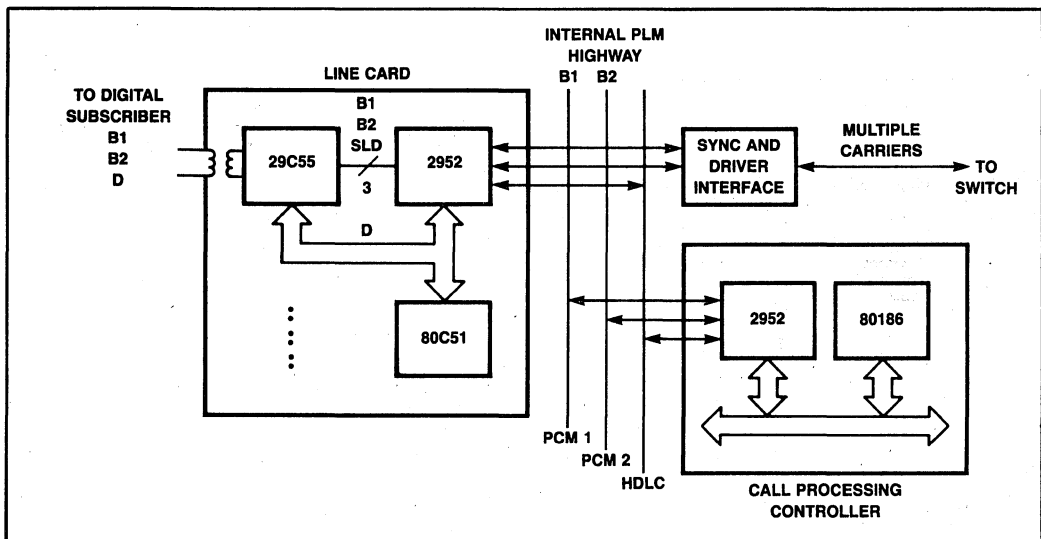 INTERNAL PLM
HIGHWAY
B1 B2
LINE CARD
TO DIGITAL
SUBSCRIBER
B1
B2
D
B1
B2
SLD
3
29C55
2952
D
80C51
SYNC AND
DRIVER
INTERFACE
MULTIPLE
CARRIERS
TO
SWITCH
2952
80186
PCM 1
PCM 2
HDLC
CALL PROCESSING
CONTROLLER